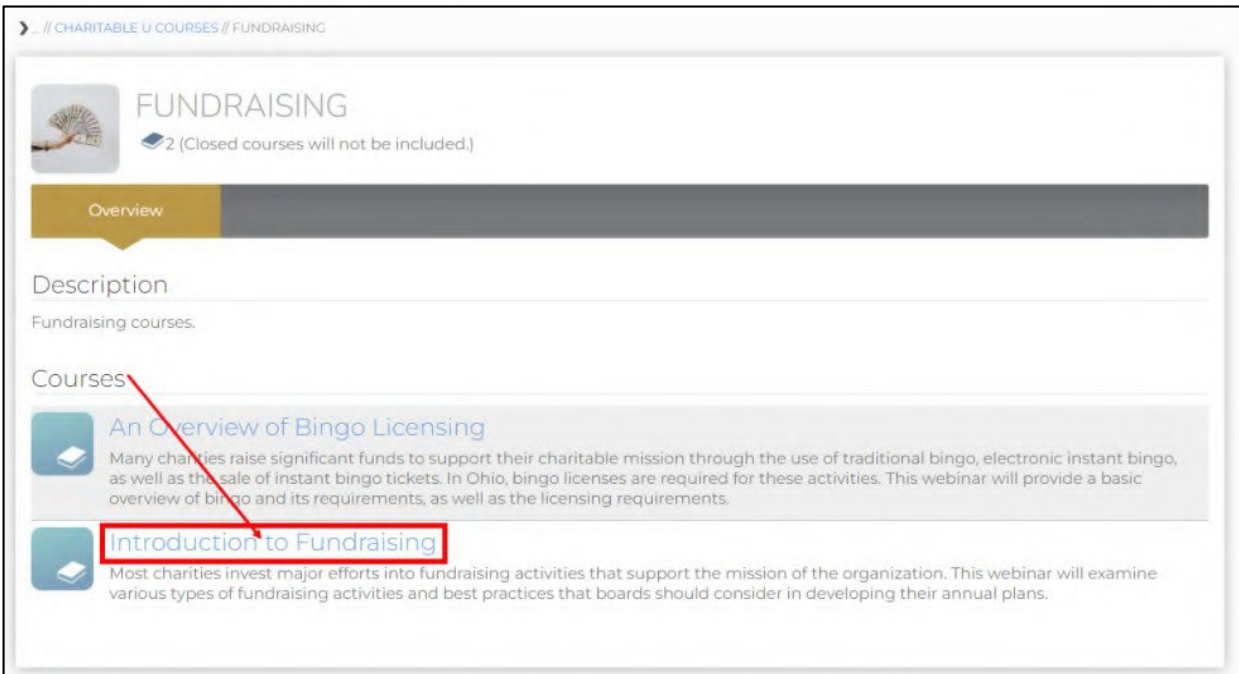 ❯ ... // CHARITABLE U COURSES // FUNDRAISING
FUNDRAISING
2 (Closed courses will not be included.)
Overview
Description
Fundraising courses.
Courses
An Overview of Bingo Licensing
Many charities raise significant funds to support their charitable mission through the use of traditional bingo, electronic instant bingo,
as well as the sale of instant bingo tickets. In Ohio, bingo licenses are required for these activities. This webinar will provide a basic
overview of bingo and its requirements, as well as the licensing requirements.
Introduction to Fundraising
Most charities invest major efforts into fundraising activities that support the mission of the organization. This webinar will examine
various types of fundraising activities and best practices that boards should consider in developing their annual plans.